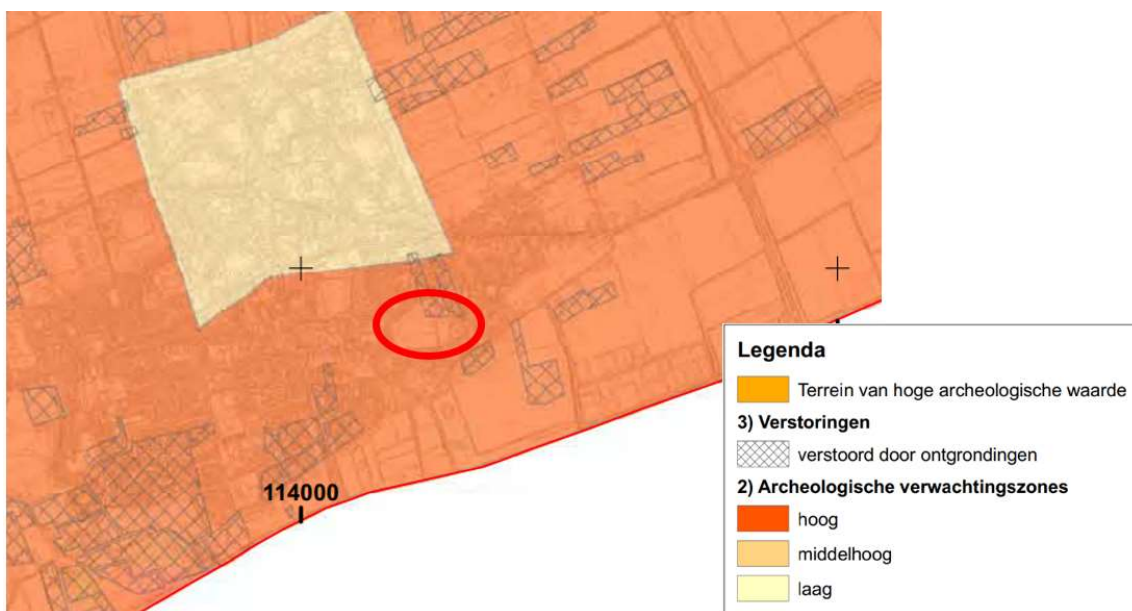 114000
Legenda
Terrein van hoge archeologische waarde
3) Verstoringen
verstoord door ontgrondingen
2) Archeologische verwachtingszones
hoog
middelhoog
laag